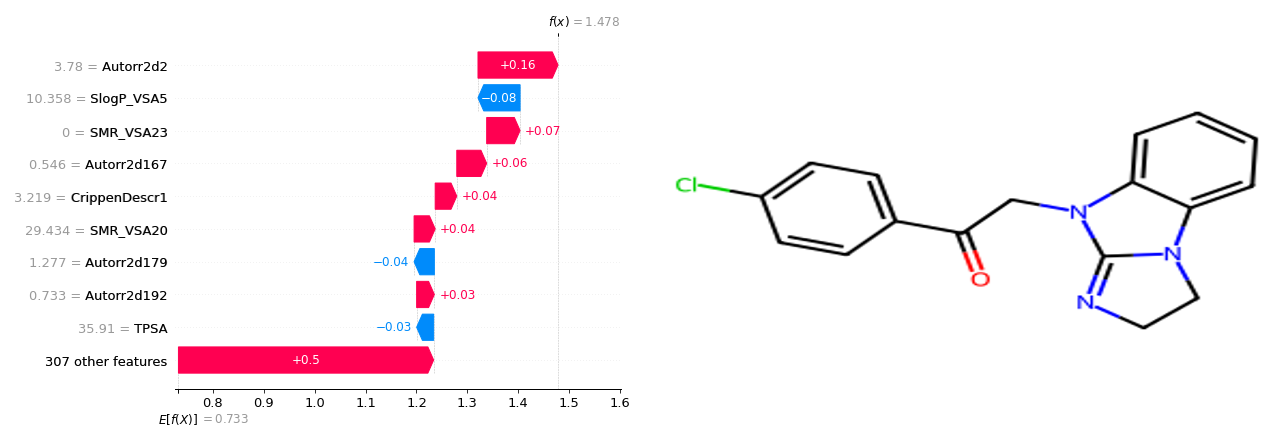 f(x) = 1.478
3.78 = Autorr2d2
+0.16
10.358 = SlogP_VSA5
−0.08
0 = SMR_VSA23
+0.07
0.546 = Autorr2d167
+0.06
3.219 = CrippenDescr1
+0.04
29.434 = SMR_VSA20
+0.04
1.277 = Autorr2d179
−0.04
0.733 = Autorr2d192
+0.03
35.91 = TPSA
−0.03
307 other features
+0.5
0.8 0.9 1.0 1.1 1.2 1.3 1.4 1.5 1.6
E[f(X)] = 0.733
Cl
O
N
N
N